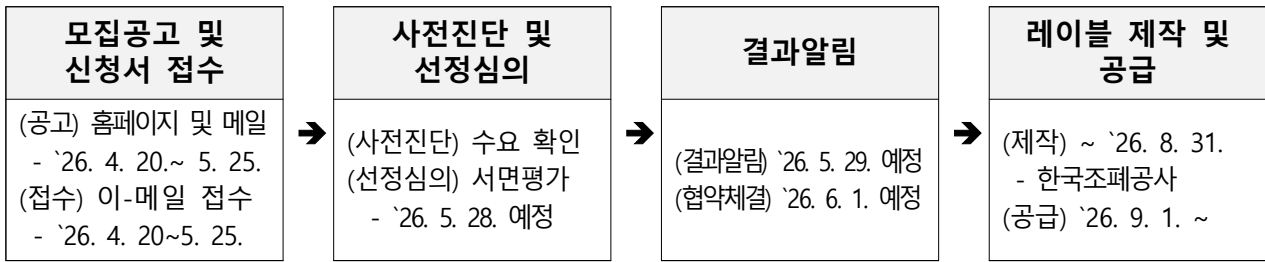 모집공고 및
신청서 접수
(공고) 홈페이지 및 메일
- `26. 4. 20.~ 5. 25.
(접수) 이-메일 접수
- `26. 4. 20~5. 25.
➔
사전진단 및
선정심의
(사전진단) 수요 확인
(선정심의) 서면평가
- `26. 5. 28. 예정
➔
결과알림
(결과알림) `26. 5. 29. 예정
(협약체결) `26. 6. 1. 예정
➔
레이블 제작 및
공급
(제작) ~ `26. 8. 31.
- 한국조폐공사
(공급) `26. 9. 1. ~